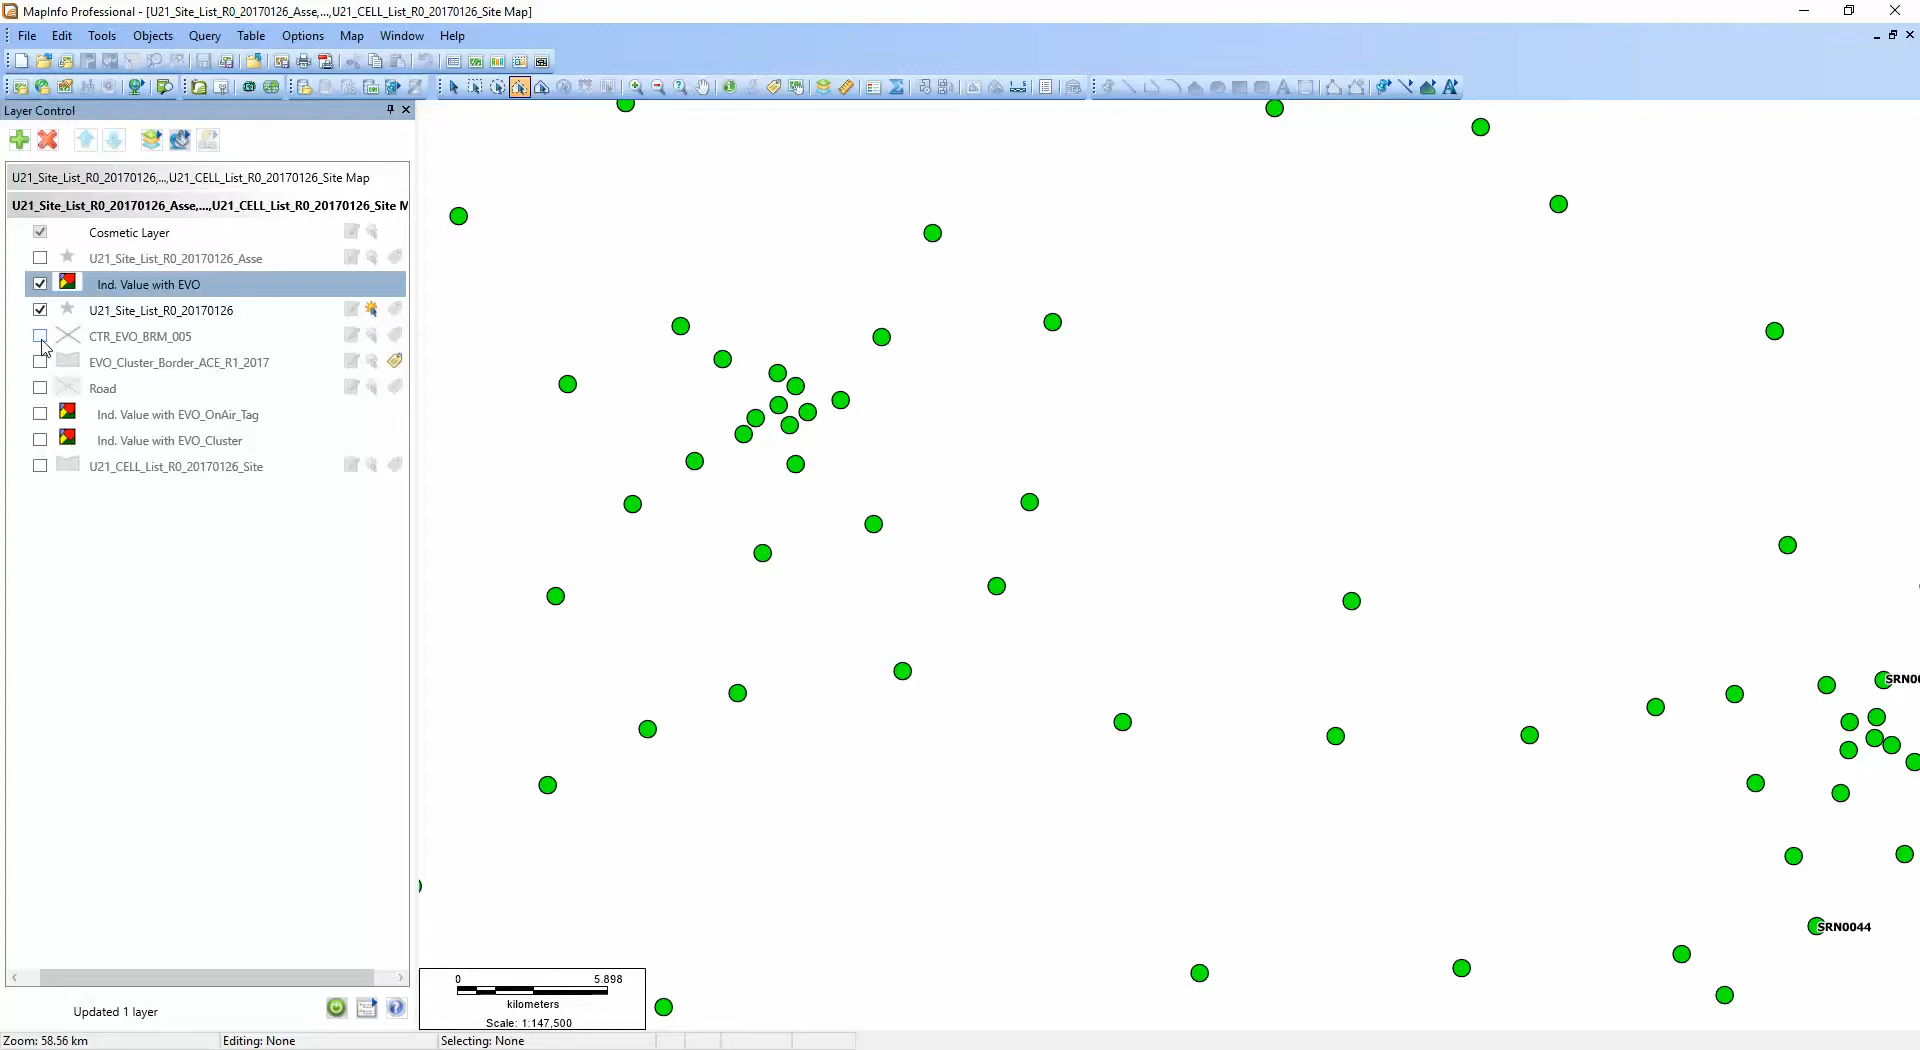 MapInfo Professional - [U21_Site_List_R0_20170126_Asse,...,U21_CELL_List_R0_20170126_Site Map]
File Edit Tools Objects Query Table Options Map Window Help
Layer Control
U21_Site_List_R0_20170126,...,U21_CELL_List_R0_20170126_Site Map
U21_Site_List_R0_20170126_Asse,...,U21_CELL_List_R0_20170126_Site M
Cosmetic Layer
U21_Site_List_R0_20170126_Asse
Ind. Value with EVO
U21_Site_List_R0_20170126
CTR_EVO_BRM_005
EVO_Cluster_Border_ACE_R1_2017
Road
Ind. Value with EVO_OnAir_Tag
Ind. Value with EVO_Cluster
U21_CELL_List_R0_20170126_Site
SRN00
SRN0044
0 5.898
kilometers
Scale: 1:147,500
Updated 1 layer
Zoom: 58.56 km Editing: None Selecting: None